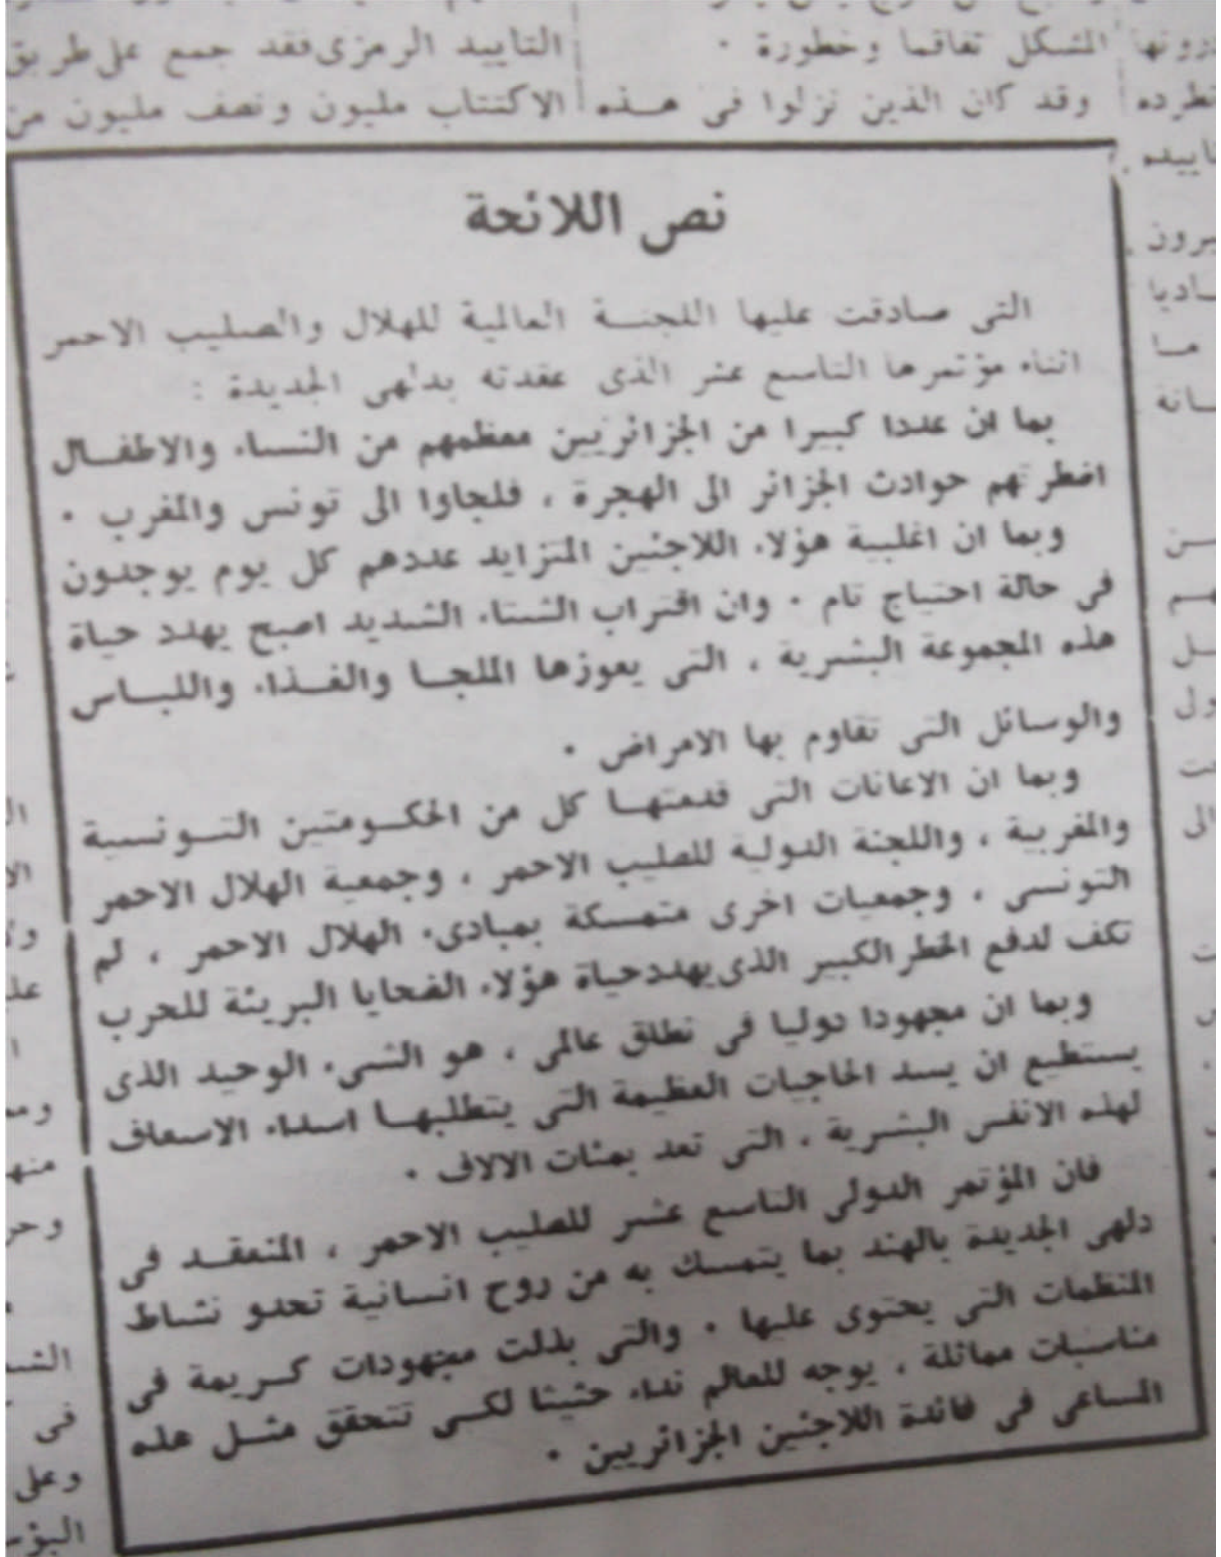 درونها المشكل تفاقما وخطورة .
تطرده وقد كان الذين نزلوا في هذه
التاييد الرمزى فقد جمع عل طريق
الاكتتاب مليون ونصف مليون من
تاييدهم
يرون
ما
نص اللائحة
التى صادقت عليها اللجنة العالمية للهلال والصليب الاحمر
اثناء مؤتمرها التاسع عشر الذى عقدته بدلهى الجديدة :
بما ان عددا كبيرا من الجزائريين معظمهم من النساء والاطفال
اضطرتهم حوادث الجزائر الى الهجرة ، فلجاوا الى تونس والمغرب .
وبما ان اغلبية هؤلاء اللاجئين المتزايد عددهم كل يوم يوجدون
فى حالة احتياج تام . وان اقتراب الشتاء الشديد اصبح يهدد حياة
هذه المجموعة البشرية ، التى يعوزها الملجا والغذاء واللباس
والوسائل التى تقاوم بها الامراض .
وبما ان الاعانات التى قدمتها كل من الحكومتين التونسية
والمغربية ، واللجنة الدولية للصليب الاحمر ، وجمعية الهلال الاحمر
التونسى ، وجمعيات اخرى متمسكة بمبادىء الهلال الاحمر ، لم
تكف لدفع الخطر الكبير الذى يهدد حياة هؤلاء الضحايا البريئة للحرب
وبما ان مجهودا دوليا فى نطاق عالمى ، هو الشىء الوحيد الذى
يستطيع ان يسد الحاجيات العظيمة التى يتطلبها اسداء الاسعاف
لهذه الانفس البشرية ، التى تعد بمئات الالاف .
فان المؤتمر الدولى التاسع عشر للصليب الاحمر ، المنعقد فى
دلهى الجديدة بالهند بما يتمسك به من روح انسانية تحدو نشاط
المنظمات التى يحتوى عليها . والتى بذلت مجهودات كريمة فى
مناسبات مماثلة ، يوجه للعالم نداء حثيثا لكى تتحقق مثل هذه
المساعى فى فائدة اللاجئين الجزائريين .
الى
منها
فى
وعلى